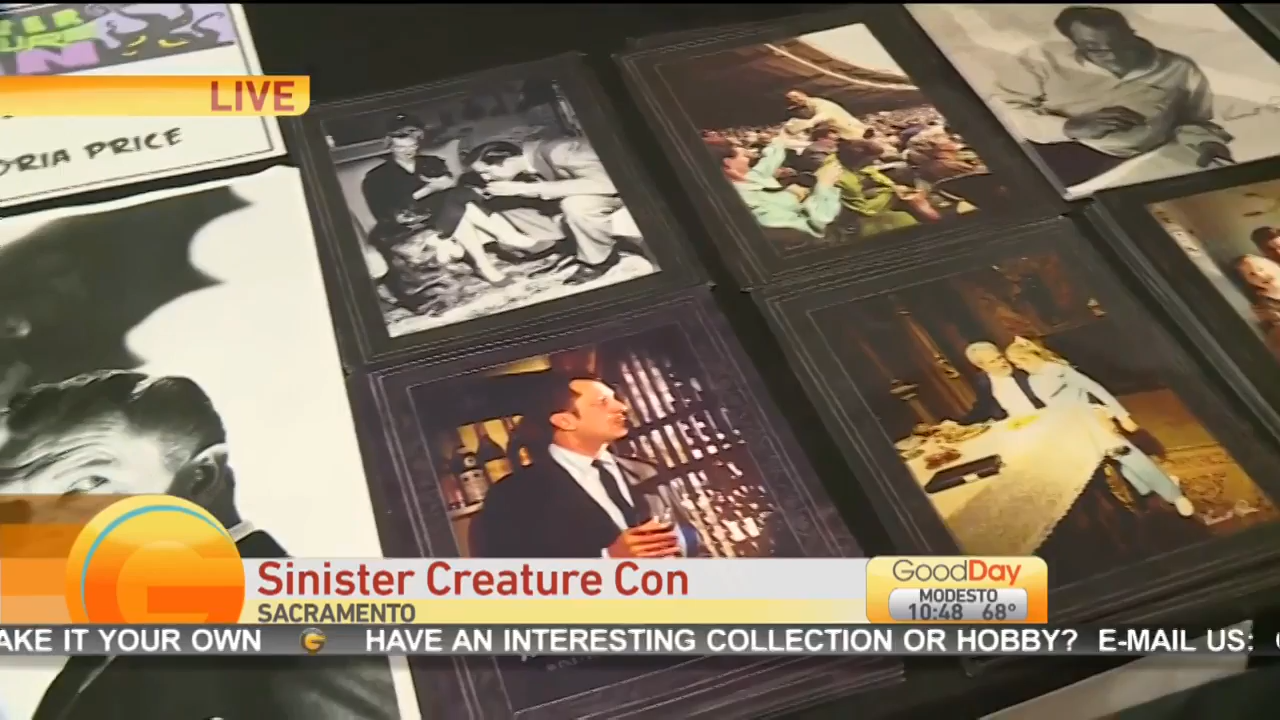 LIVE
ORIA PRICE
Sinister Creature Con
SACRAMENTO
GoodDay
MODESTO
10:48 68°
AKE IT YOUR OWN HAVE AN INTERESTING COLLECTION OR HOBBY? E-MAIL US: